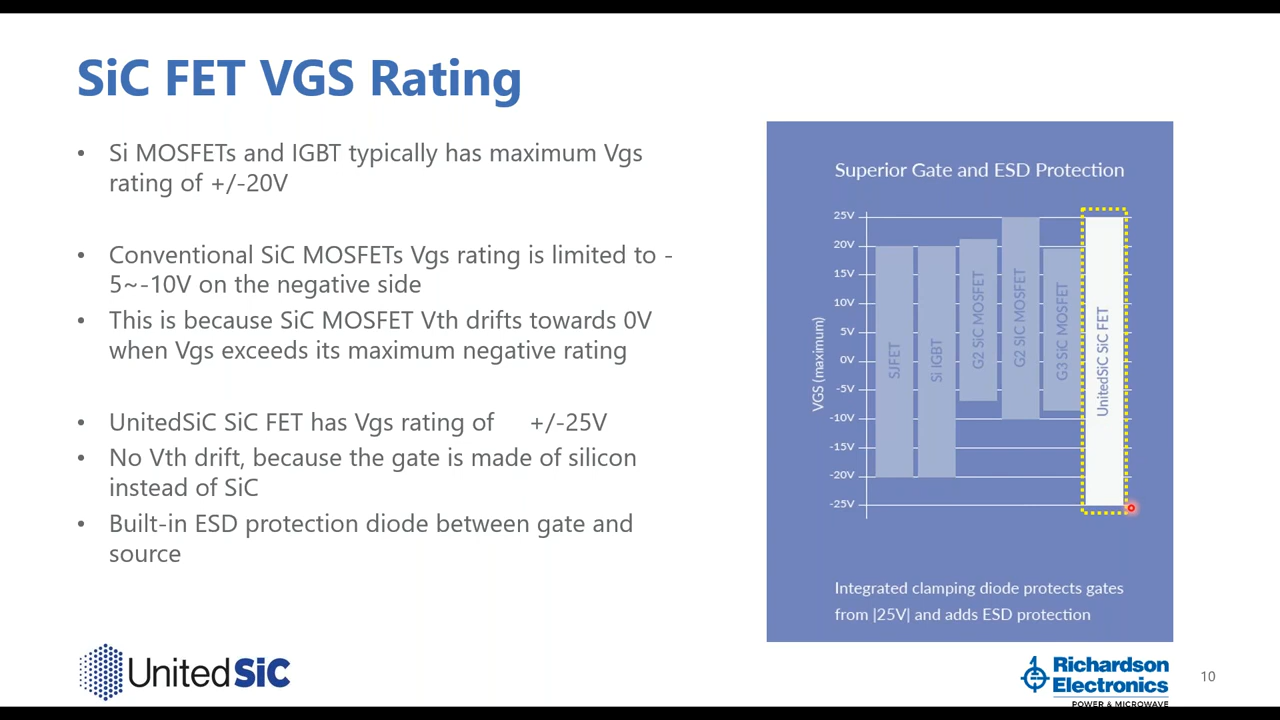 SiC FET VGS Rating
• Si MOSFETs and IGBT typically has maximum Vgs
rating of +/-20V
• Conventional SiC MOSFETs Vgs rating is limited to -
5~-10V on the negative side
• This is because SiC MOSFET Vth drifts towards 0V
when Vgs exceeds its maximum negative rating
• UnitedSiC SiC FET has Vgs rating of +/-25V
• No Vth drift, because the gate is made of silicon
instead of SiC
• Built-in ESD protection diode between gate and
source
Superior Gate and ESD Protection
25V
20V
15V
10V
5V
0V
-5V
-10V
-15V
-20V
-25V
VGS (maximum)
SJFET
Si IGBT
G2 SiC MOSFET
G2 SIC MOSFET
G3 SiC MOSFET
UnitedSiC SiC FET
Integrated clamping diode protects gates
from |25V| and adds ESD protection
UnitedSiC
Richardson
Electronics
POWER & MICROWAVE
10